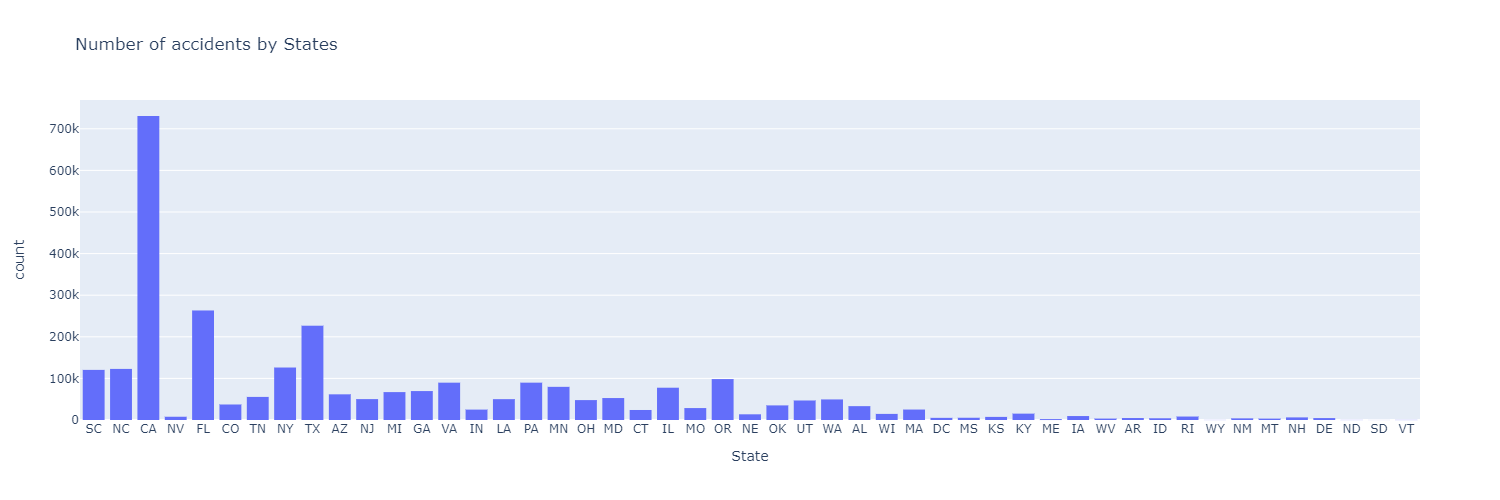 Number of accidents by States
700k
600k
500k
400k
300k
200k
100k
0
count
SC NC CA NV FL CO TN NY TX AZ NJ MI GA VA IN LA PA MN OH MD CT IL MO OR NE OK UT WA AL WI MA DC MS KS KY ME IA WV AR ID RI WY NM MT NH DE ND SD VT
State